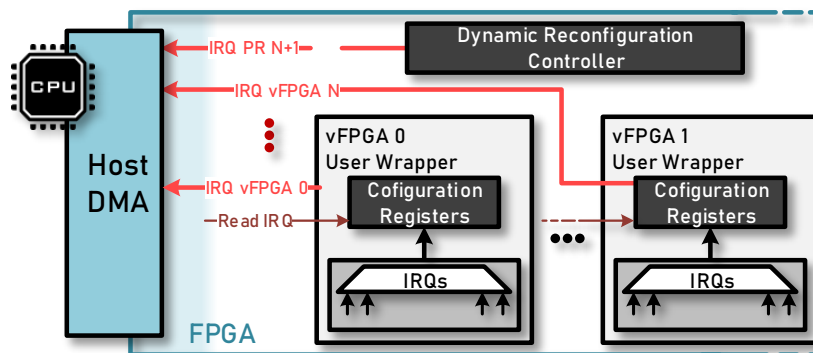 IRQ PR N+1
Dynamic Reconfiguration
Controller
CPU
IRQ vFPGA N
Host
DMA
vFPGA 0
User Wrapper
vFPGA 1
User Wrapper
IRQ vFPGA 0
Cofiguration
Registers
Cofiguration
Registers
Read IRQ
IRQs
IRQs
FPGA